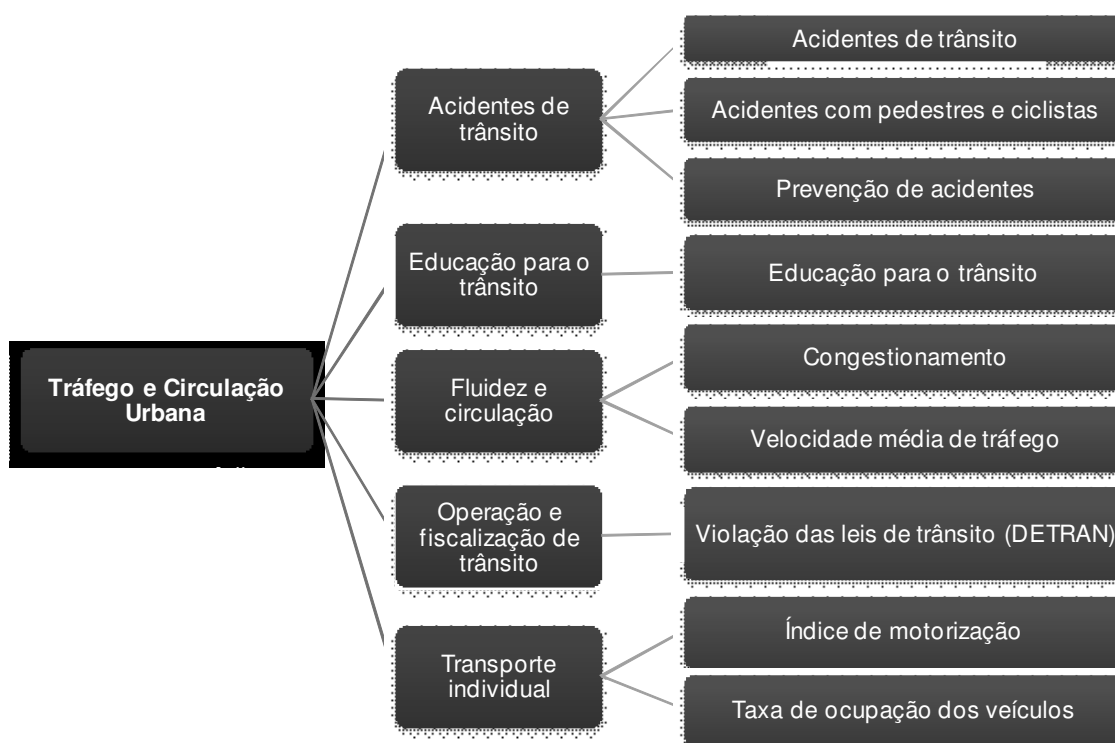 Tráfego e Circulação
Urbana
Acidentes de
trânsito
Acidentes de trânsito
Acidentes com pedestres e ciclistas
Prevenção de acidentes
Educação para o
trânsito
Educação para o trânsito
Fluidez e
circulação
Congestionamento
Velocidade média de tráfego
Operação e
fiscalização de
trânsito
Violação das leis de trânsito (DETRAN)
Transporte
individual
Índice de motorização
Taxa de ocupação dos veículos